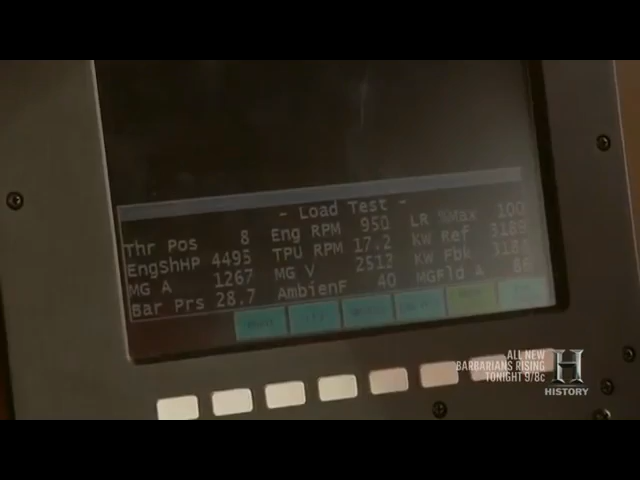 - Load Test -
Thr Pos 8 Eng RPM 950 LR %Max 100
EngShHP 4495 TPU RPM 17.2 KW Ref 3189
MG A 1267 MG V 2513 KW Fbk
Bar Prs 28.7 AmbienF 40 MGFld A
ALL NEW
BARBARIANS RISING
TONIGHT 9/8c
H
HISTORY